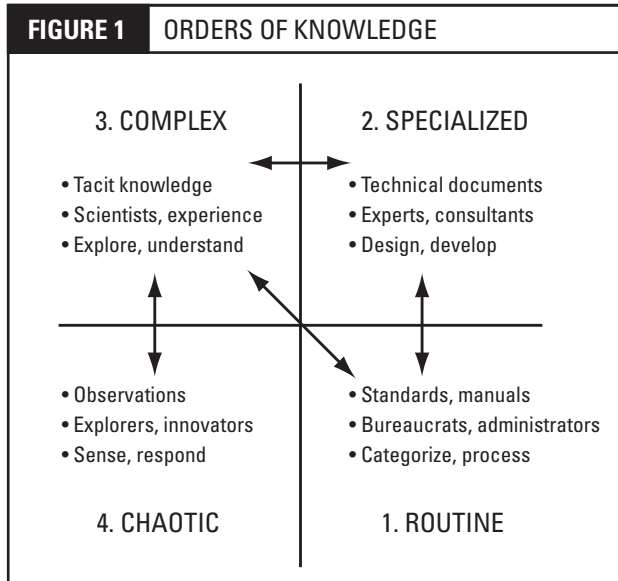 FIGURE 1 ORDERS OF KNOWLEDGE
3. COMPLEX
• Tacit knowledge
• Scientists, experience
• Explore, understand
2. SPECIALIZED
• Technical documents
• Experts, consultants
• Design, develop
• Observations
• Explorers, innovators
• Sense, respond
4. CHAOTIC
• Standards, manuals
• Bureaucrats, administrators
• Categorize, process
1. ROUTINE